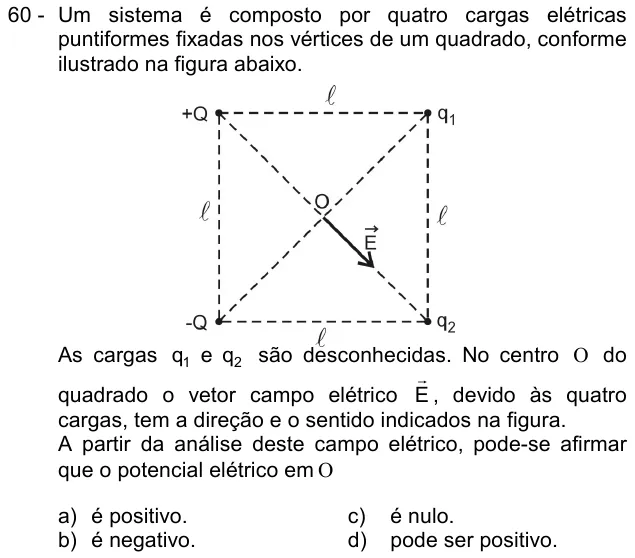 60 - Um sistema é composto por quatro cargas elétricas
puntiformes fixadas nos vértices de um quadrado, conforme
ilustrado na figura abaixo.
ℓ
+Q q₁
O
ℓ ℓ
E⃗
-Q q₂
ℓ
As cargas q₁ e q₂ são desconhecidas. No centro O do
quadrado o vetor campo elétrico E⃗, devido às quatro
cargas, tem a direção e o sentido indicados na figura.
A partir da análise deste campo elétrico, pode-se afirmar
que o potencial elétrico em O
a) é positivo. c) é nulo.
b) é negativo. d) pode ser positivo.